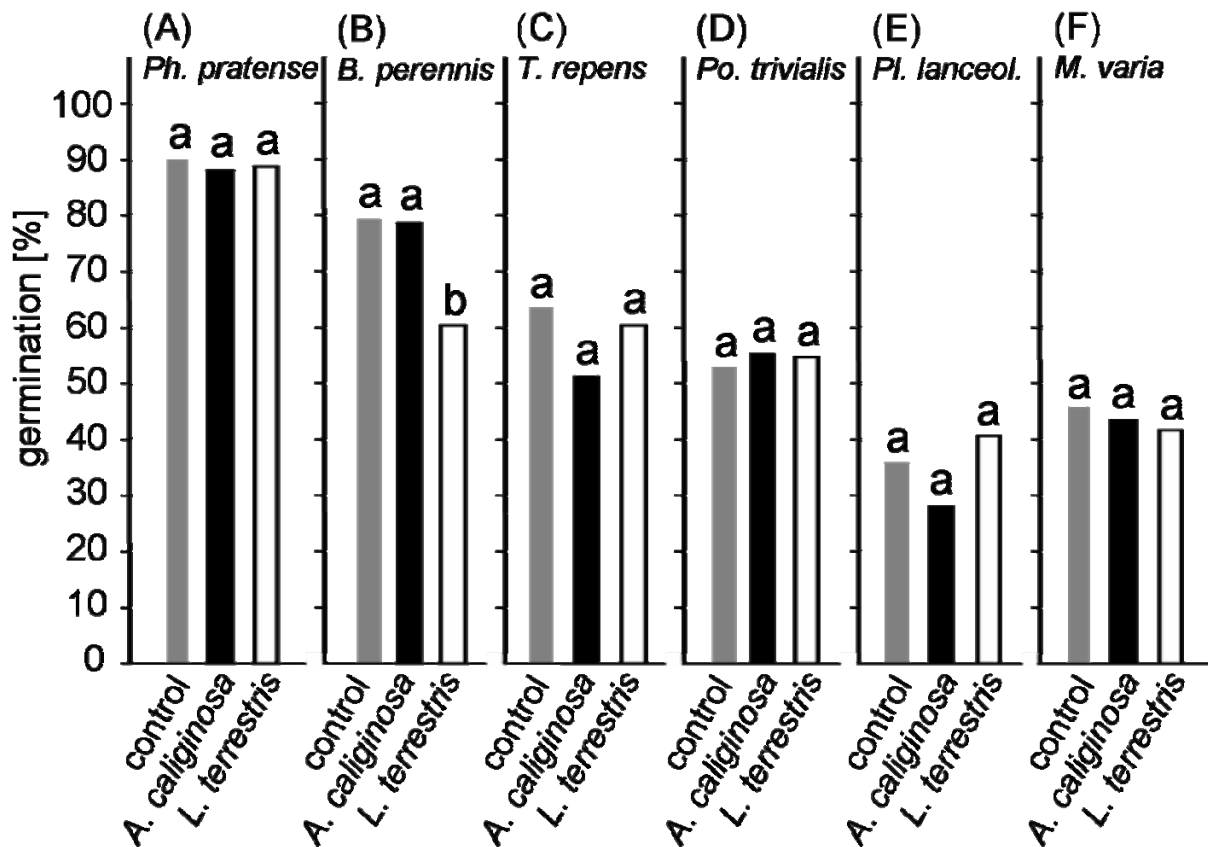 (A) (B) (C) (D) (E) (F)
Ph. pratense B. perennis T. repens Po. trivialis Pl. lanceol. M. varia
germination [%]
100
90
80
70
60
50
40
30
20
10
0
a a a
a a b
a a a
a a a
a a a
a a a
control A. caliginosa L. terrestris
control A. caliginosa L. terrestris
control A. caliginosa L. terrestris
control A. caliginosa L. terrestris
control A. caliginosa L. terrestris
control A. caliginosa L. terrestris